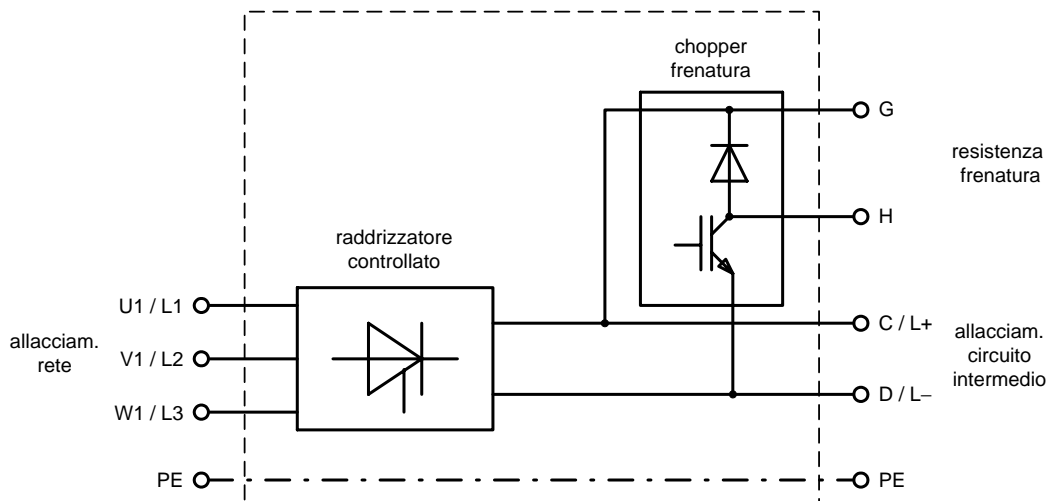 chopper
frenatura
G
resistenza
frenatura
H
raddrizzatore
controllato
U1 / L1
C / L+
allacciam.
rete
V1 / L2
allacciam.
circuito
intermedio
W1 / L3
D / L−
PE
PE